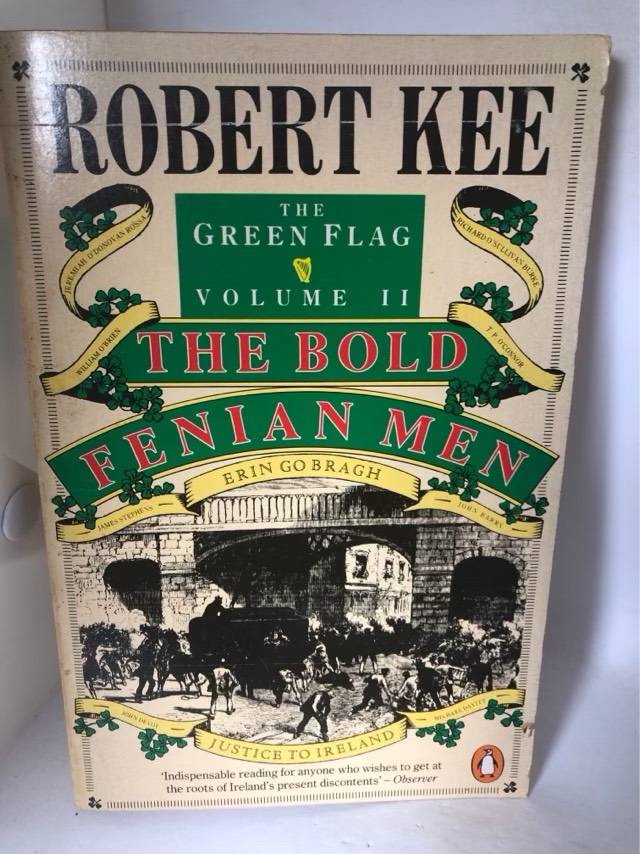 ROBERT KEE
THE
GREEN FLAG
VOLUME II
JEREMIAH O'DONOVAN ROSSA
RICHARD O'SULLIVAN BURKE
WILLIAM O'BRIEN
T P O'CONNOR
THE BOLD
FENIAN MEN
ERIN GO BRAGH
JAMES STEPHENS
JOHN BARRY
JOHN DEVOY
MICHAEL DAVITT
JUSTICE TO IRELAND
'Indispensable reading for anyone who wishes to get at
the roots of Ireland's present discontents' – Observer